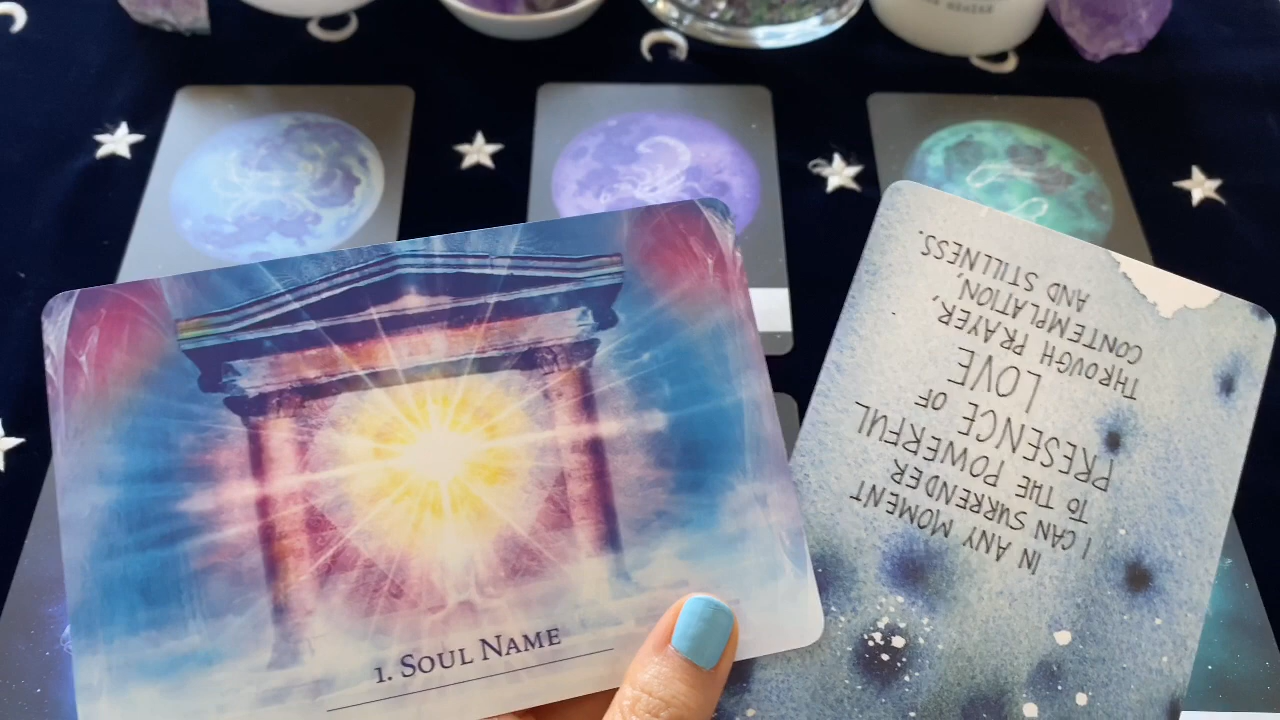 1. SOUL NAME
IN ANY MOMENT
I CAN SURRENDER
TO THE POWERFUL
PRESENCE OF
LOVE
THROUGH PRAYER,
CONTEMPLATION,
AND STILLNESS.